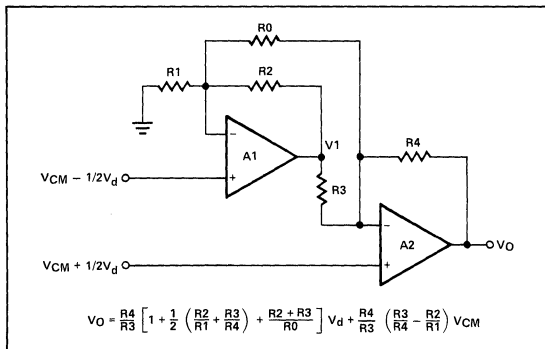 R0
R1
R2
V1
A1
R4
R3
VCM − 1/2Vd
A2
VO
VCM + 1/2Vd
−
+
−
+
VO = R4/R3 [1 + 1/2 (R2/R1 + R3/R4) + R2 + R3/R0] Vd + R4/R3 (R3/R4 − R2/R1) VCM